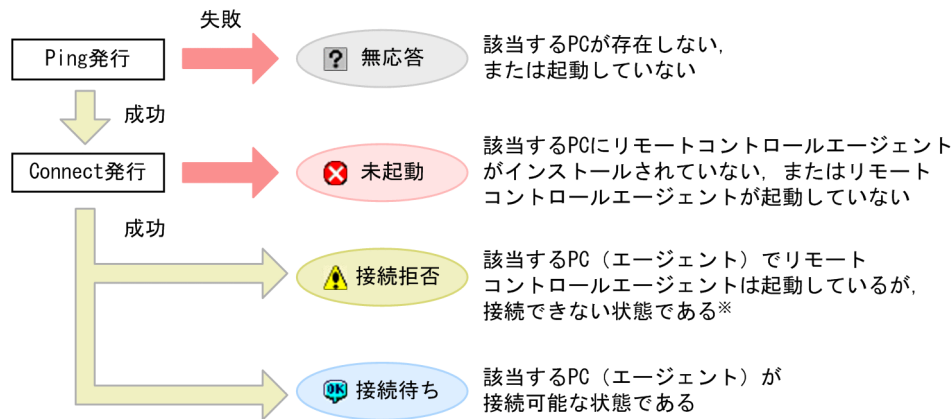 失敗
Ping発行
? 無応答
該当するPCが存在しない，
または起動していない
成功
Connect発行
未起動
該当するPCにリモートコントロールエージェント
がインストールされていない，またはリモート
コントロールエージェントが起動していない
成功
接続拒否
該当するPC（エージェント）でリモート
コントロールエージェントは起動しているが，
接続できない状態である※
OK 接続待ち
該当するPC（エージェント）が
接続可能な状態である